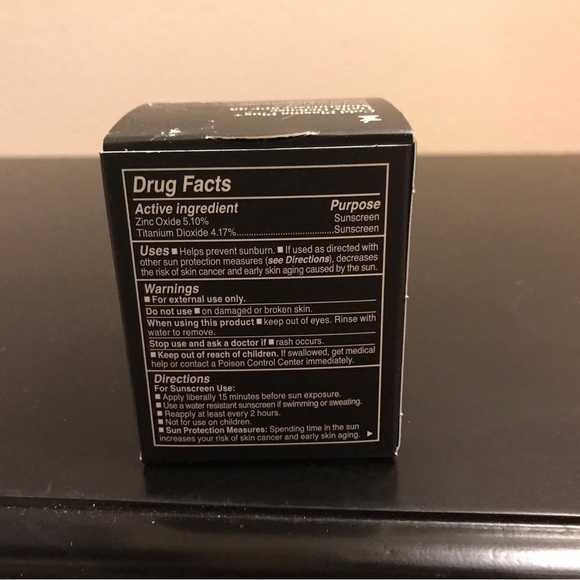 Drug Facts
Active ingredient Purpose
Zinc Oxide 5.10% Sunscreen
Titanium Dioxide 4.17%.............................Sunscreen
Uses ■ Helps prevent sunburn. ■ If used as directed with
other sun protection measures (see Directions), decreases
the risk of skin cancer and early skin aging caused by the sun.
Warnings
■ For external use only.
Do not use ■ on damaged or broken skin.
When using this product ■ keep out of eyes. Rinse with
water to remove.
Stop use and ask a doctor if ■ rash occurs.
■ Keep out of reach of children. If swallowed, get medical
help or contact a Poison Control Center immediately.
Directions
For Sunscreen Use:
■ Apply liberally 15 minutes before sun exposure.
■ Use a water resistant sunscreen if swimming or sweating.
■ Reapply at least every 2 hours.
■ Not for use on children.
■ Sun Protection Measures: Spending time in the sun
increases your risk of skin cancer and early skin aging. ▶